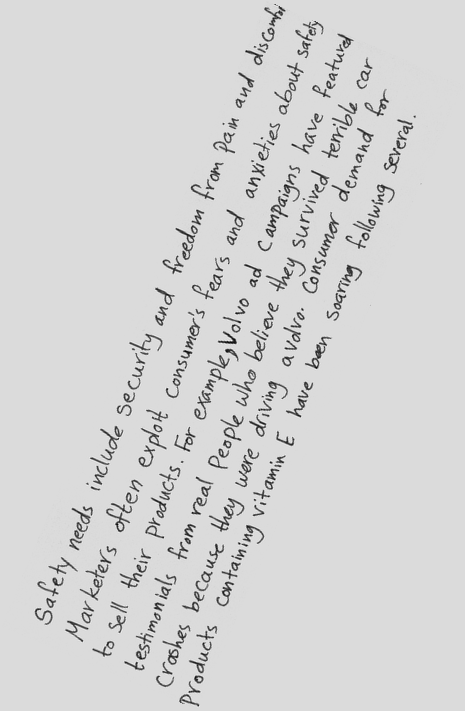 Safety needs include security and freedom from pain and
Marketers often exploit consumer's fears and anxieties about safety
to sell their products. For example, Volvo ad campaigns have featured
testimonials from real People who believe they survived terrible car
Crashes because they were driving a volvo. Consumer demand for
Products containing vitamin E have been soaring following several.